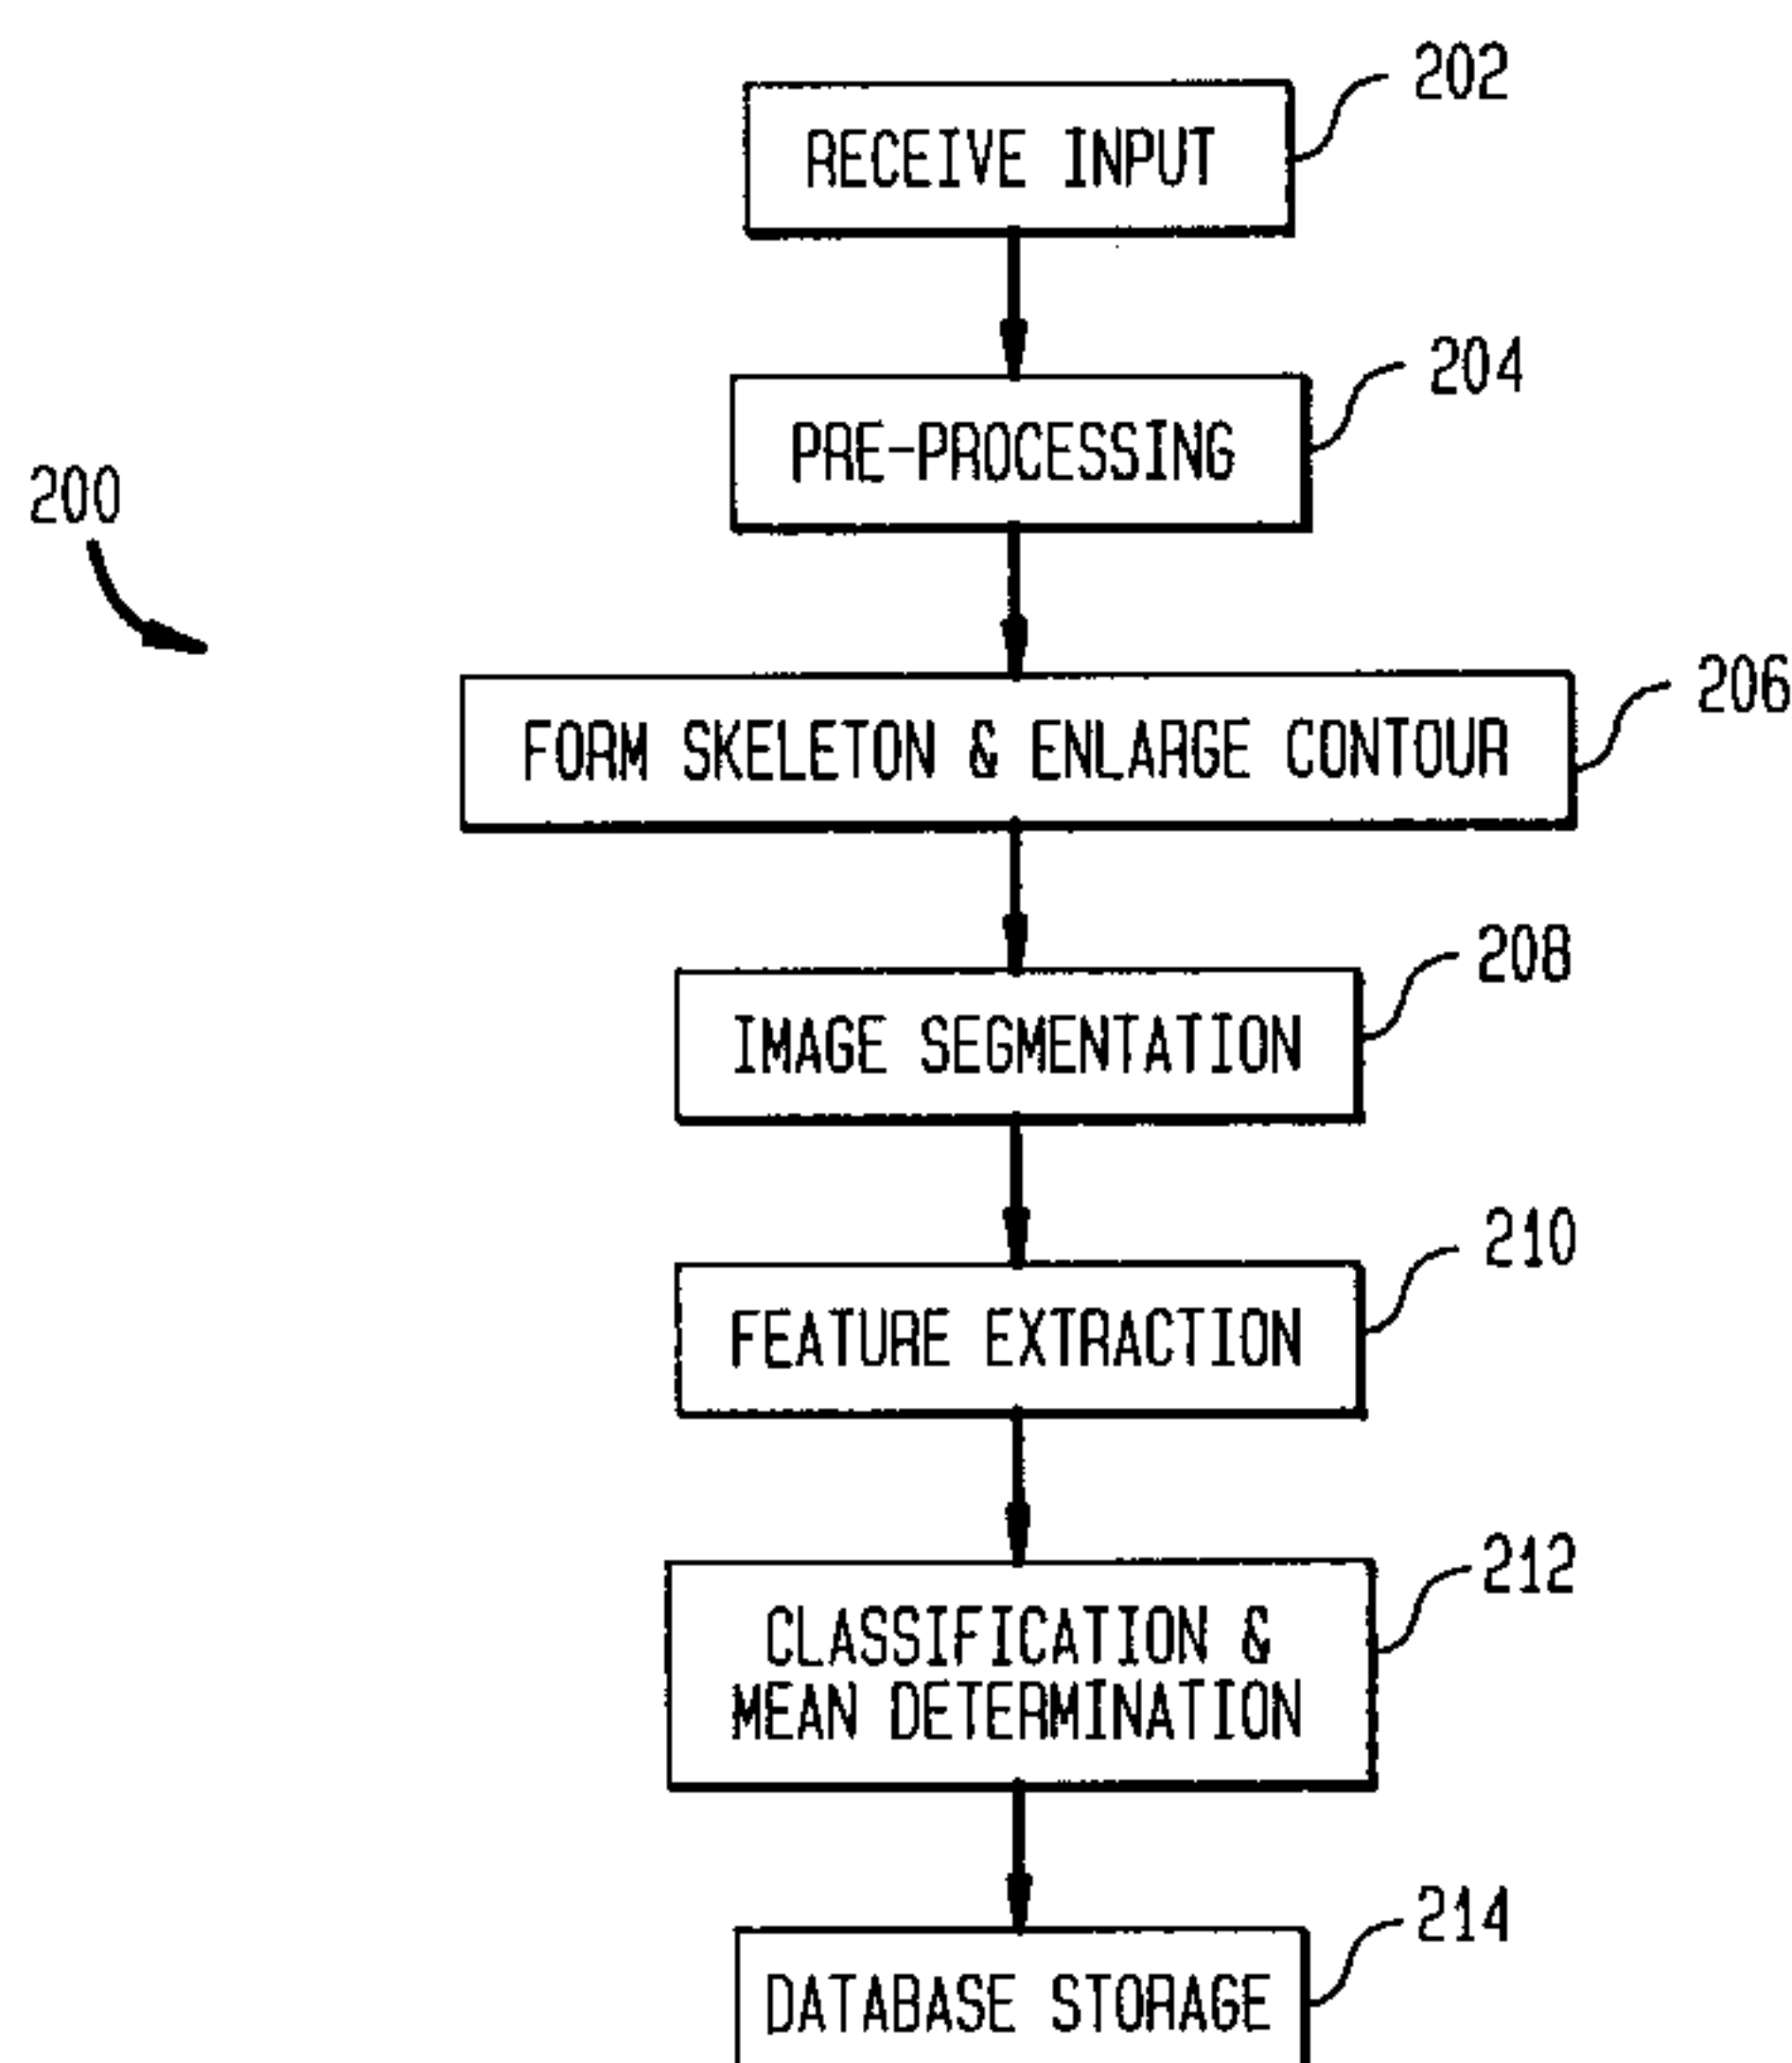 202
RECEIVE INPUT
204
PRE-PROCESSING
200
206
FORM SKELETON & ENLARGE CONTOUR
208
IMAGE SEGMENTATION
210
FEATURE EXTRACTION
212
CLASSIFICATION &
MEAN DETERMINATION
214
DATABASE STORAGE